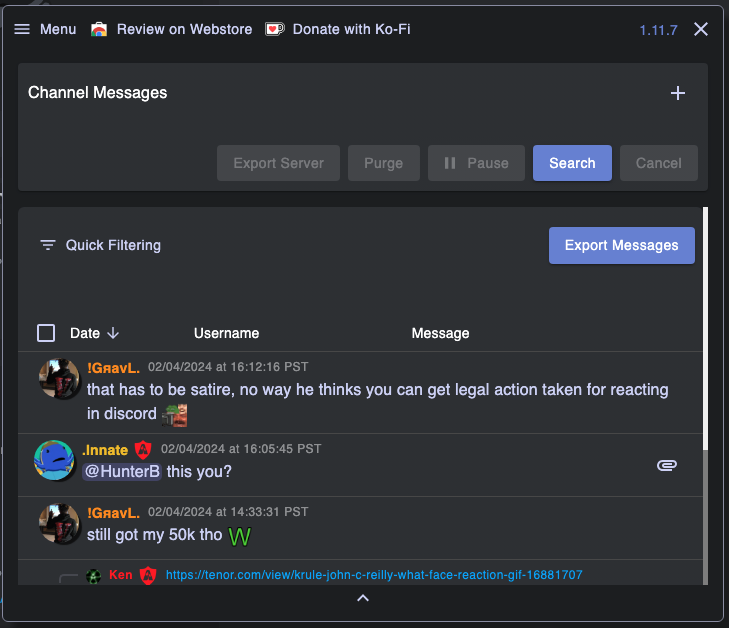 Menu Review on Webstore Donate with Ko-Fi 1.11.7
Channel Messages
Export Server Purge Pause Search Cancel
Quick Filtering Export Messages
Date Username Message
!GяavL. 02/04/2024 at 16:12:16 PST
that has to be satire, no way he thinks you can get legal action taken for reacting
in discord
.Innate 02/04/2024 at 16:05:45 PST
@HunterB this you?
!GяavL. 02/04/2024 at 14:33:31 PST
still got my 50k tho W
Ken https://tenor.com/view/krule-john-c-reilly-what-face-reaction-gif-16881707